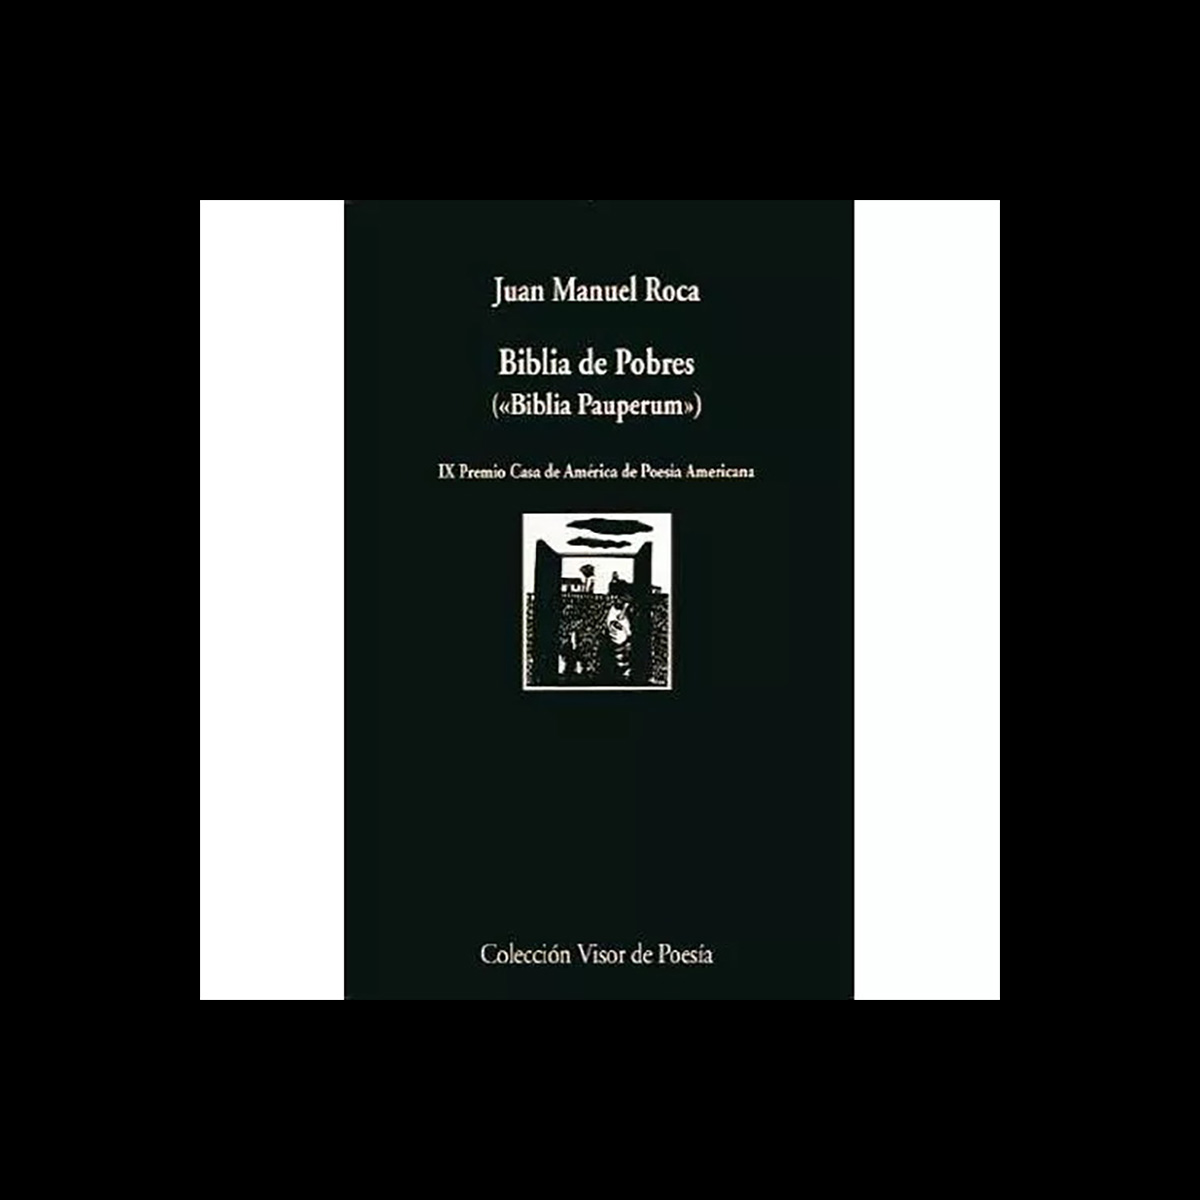 Juan Manuel Roca
Biblia de Pobres
(«Biblia Pauperum»)
IX Premio Casa de América de Poesía Americana
Colección Visor de Poesía